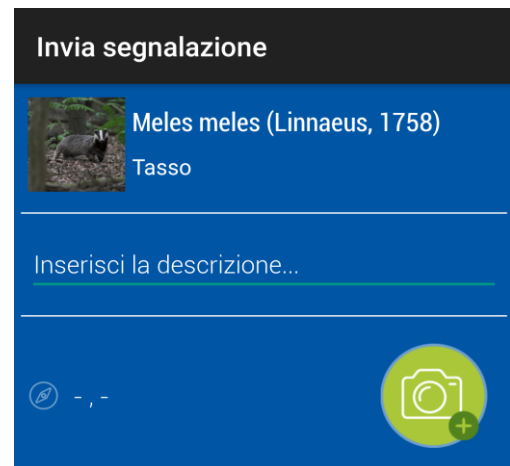 Invia segnalazione
Meles meles (Linnaeus, 1758)
Tasso
Inserisci la descrizione...
- , -